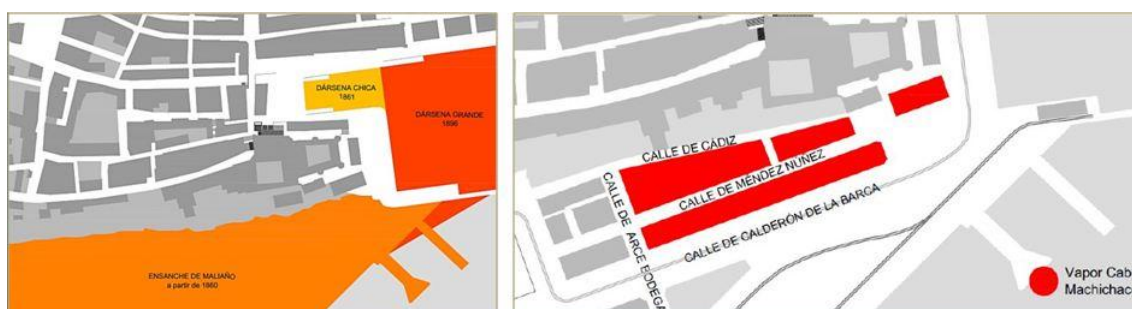 DÁRSENA CHICA
1861
DÁRSENA GRANDE
1896
ENSANCHE DE MALIAÑO
a partir de 1860
CALLE DE CÁDIZ
CALLE DE MÉNDEZ NUÑEZ
CALLE DE CALDERÓN DE LA BARCA
CALLE DE ARCE BODEGA
Vapor Cab
Machichac